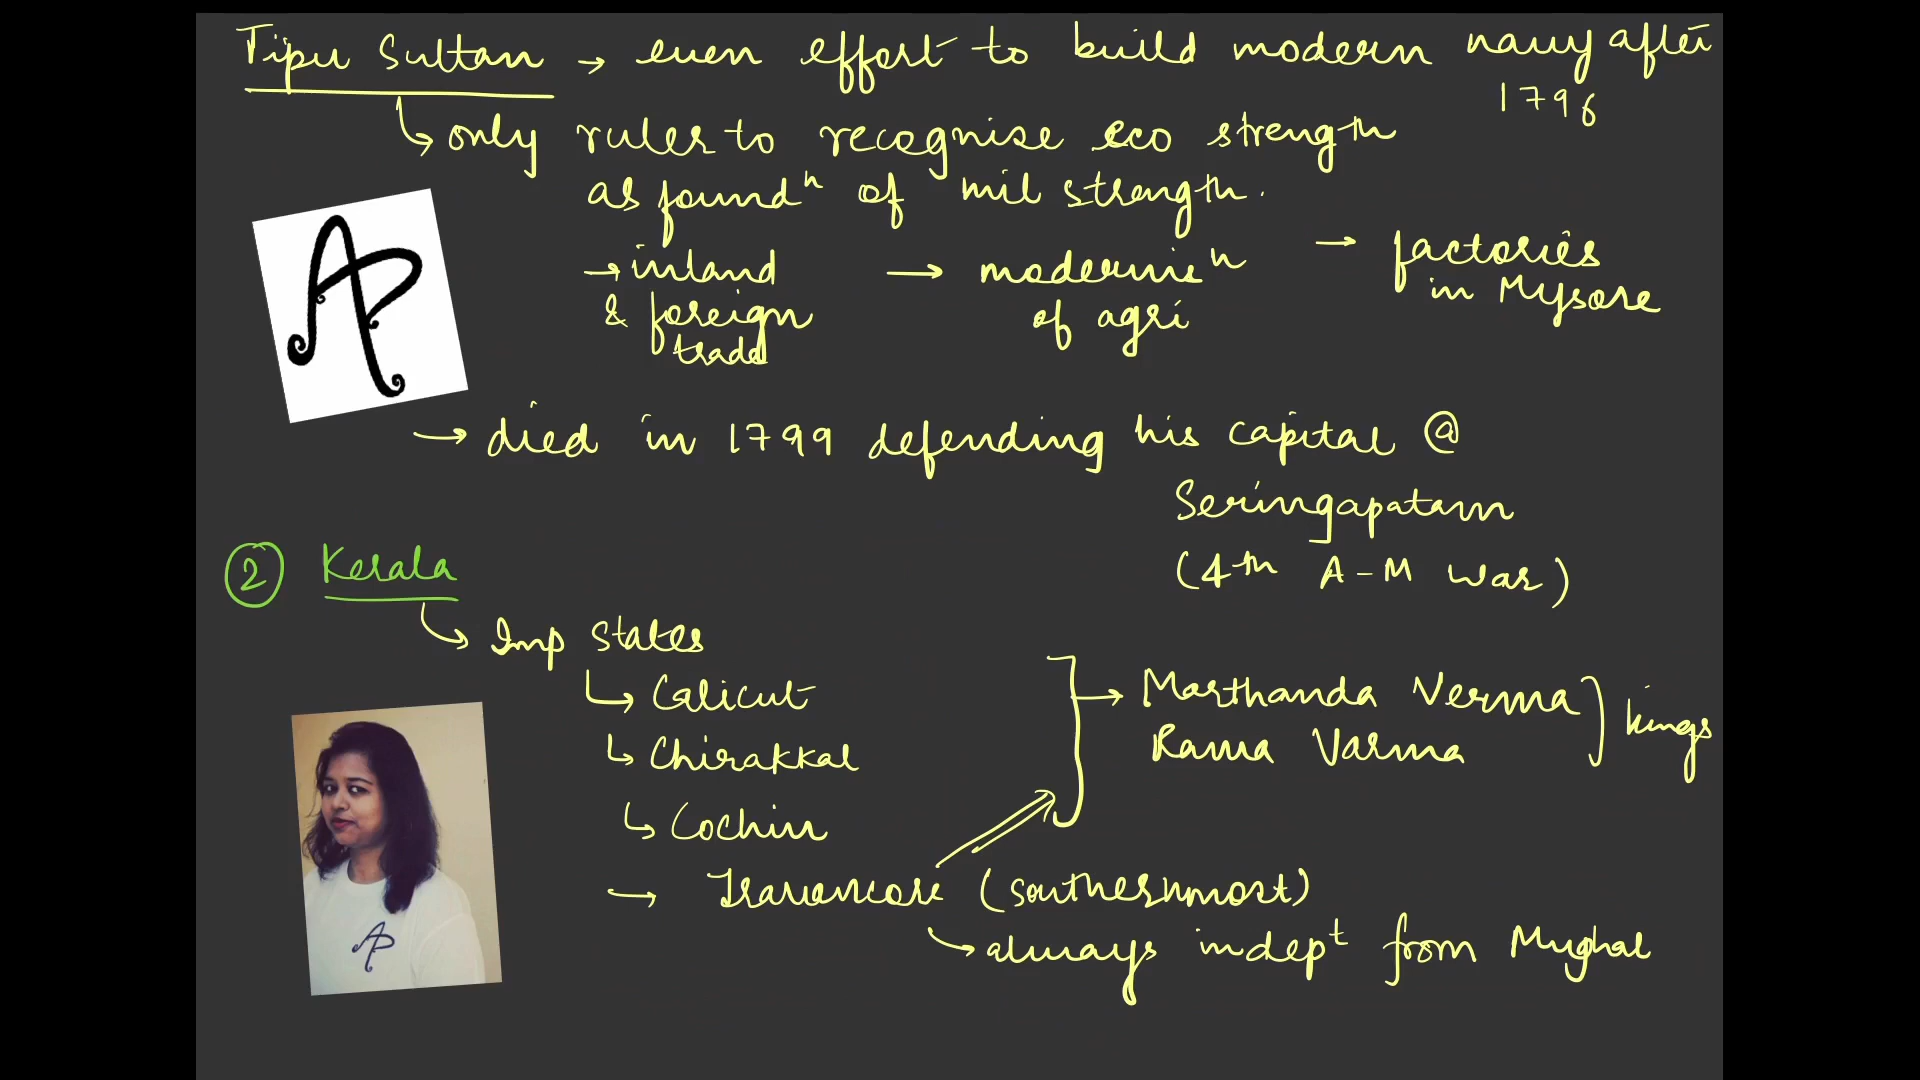 Tipu Sultan → even effort to build modern navy after
1796
↳ only ruler to recognise eco strength
as foundⁿ of mil strength.
→ inland → modernisⁿ → factories
& foreign of agri in Mysore
trade
AP
→ died in 1799 defending his capital @
Seringapatam
(4th A-M war)
② Kerala
↳ Imp states
↳ Calicut
↳ Chirakkal
↳ Cochin
] → Marthanda Verma
Rama Varma } kings
→ Travancore (southernmost)
↳ always indepᵗ from Mughal
AP